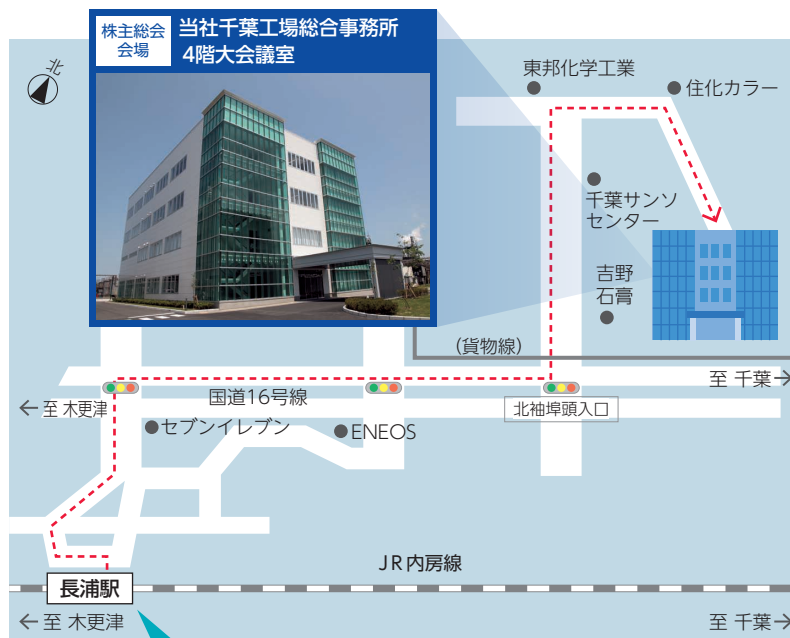 株主総会
会場
当社千葉工場総合事務所
4階大会議室
北
東邦化学工業
住化カラー
千葉サンソ
センター
吉野
石膏
(貨物線)
至 千葉
国道16号線
至 木更津
北袖埠頭入口
セブンイレブン
ENEOS
JR内房線
長浦駅
至 木更津
至 千葉